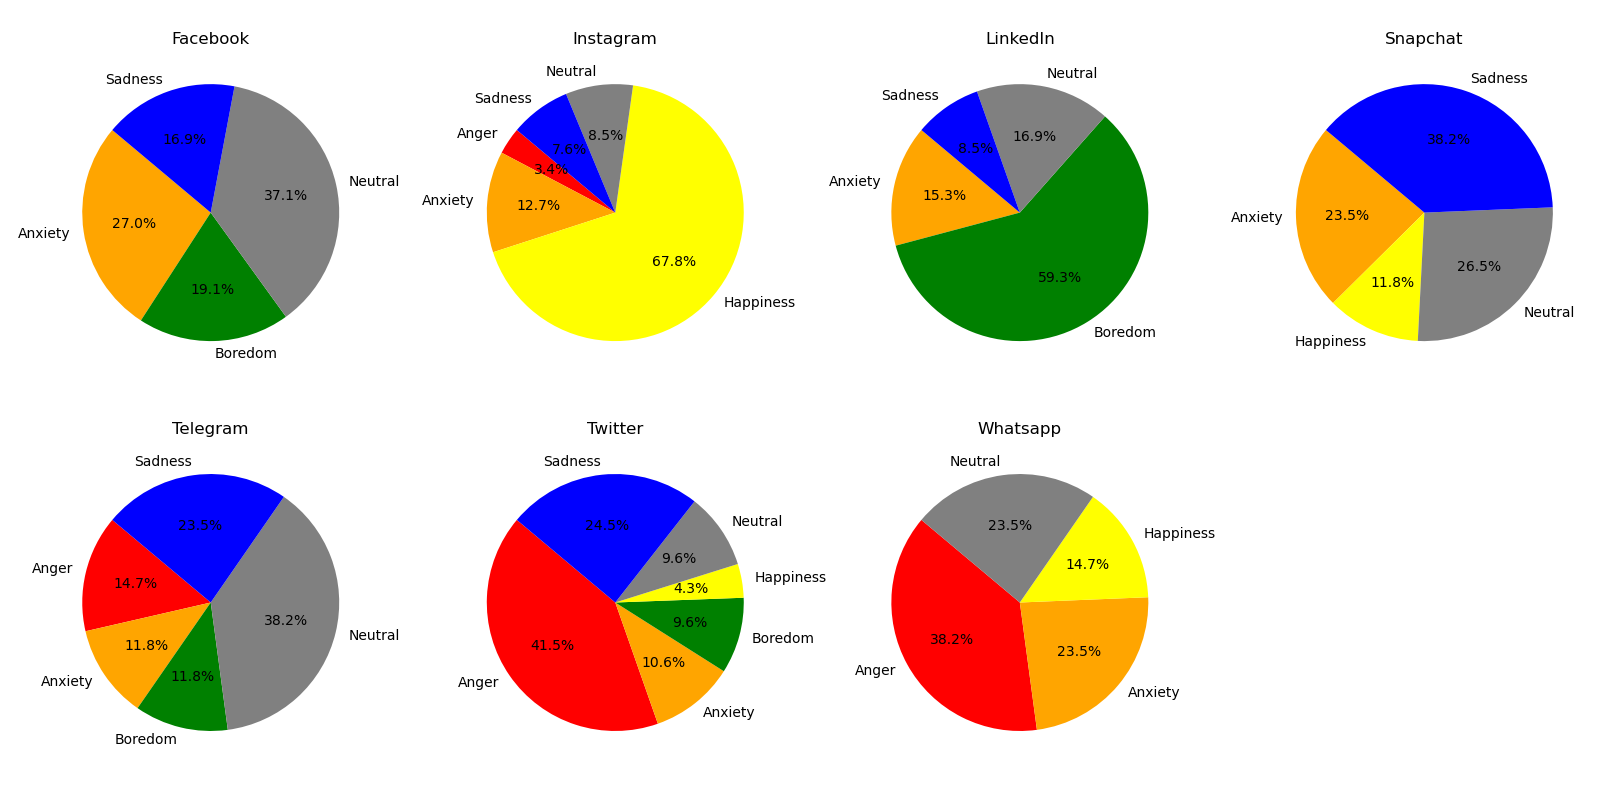 Facebook
Sadness
16.9%
Neutral
37.1%
Anxiety
27.0%
19.1%
Boredom
Instagram
Neutral
Sadness
Anger
8.5%
7.6%
3.4%
Anxiety
12.7%
67.8%
Happiness
LinkedIn
Neutral
Sadness
16.9%
8.5%
Anxiety
15.3%
59.3%
Boredom
Snapchat
Sadness
38.2%
Anxiety
23.5%
26.5%
11.8%
Neutral
Happiness
Telegram
Sadness
23.5%
Anger
14.7%
38.2%
Neutral
11.8%
Anxiety
11.8%
Boredom
Twitter
Sadness
24.5%
Neutral
9.6%
Happiness
4.3%
9.6%
Boredom
41.5%
10.6%
Anger
Anxiety
Whatsapp
Neutral
23.5%
Happiness
14.7%
38.2%
23.5%
Anger
Anxiety